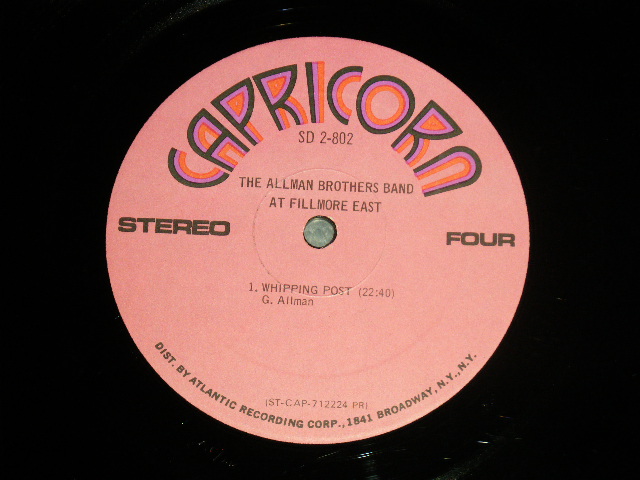 CAPRICORN
SD 2-802
THE ALLMAN BROTHERS BAND
AT FILLMORE EAST
STEREO
FOUR
1. WHIPPING POST (22:40)
G. Allman
(ST-CAP-712224 PR)
DIST. BY ATLANTIC RECORDING CORP., 1841 BROADWAY, N.Y., N.Y.